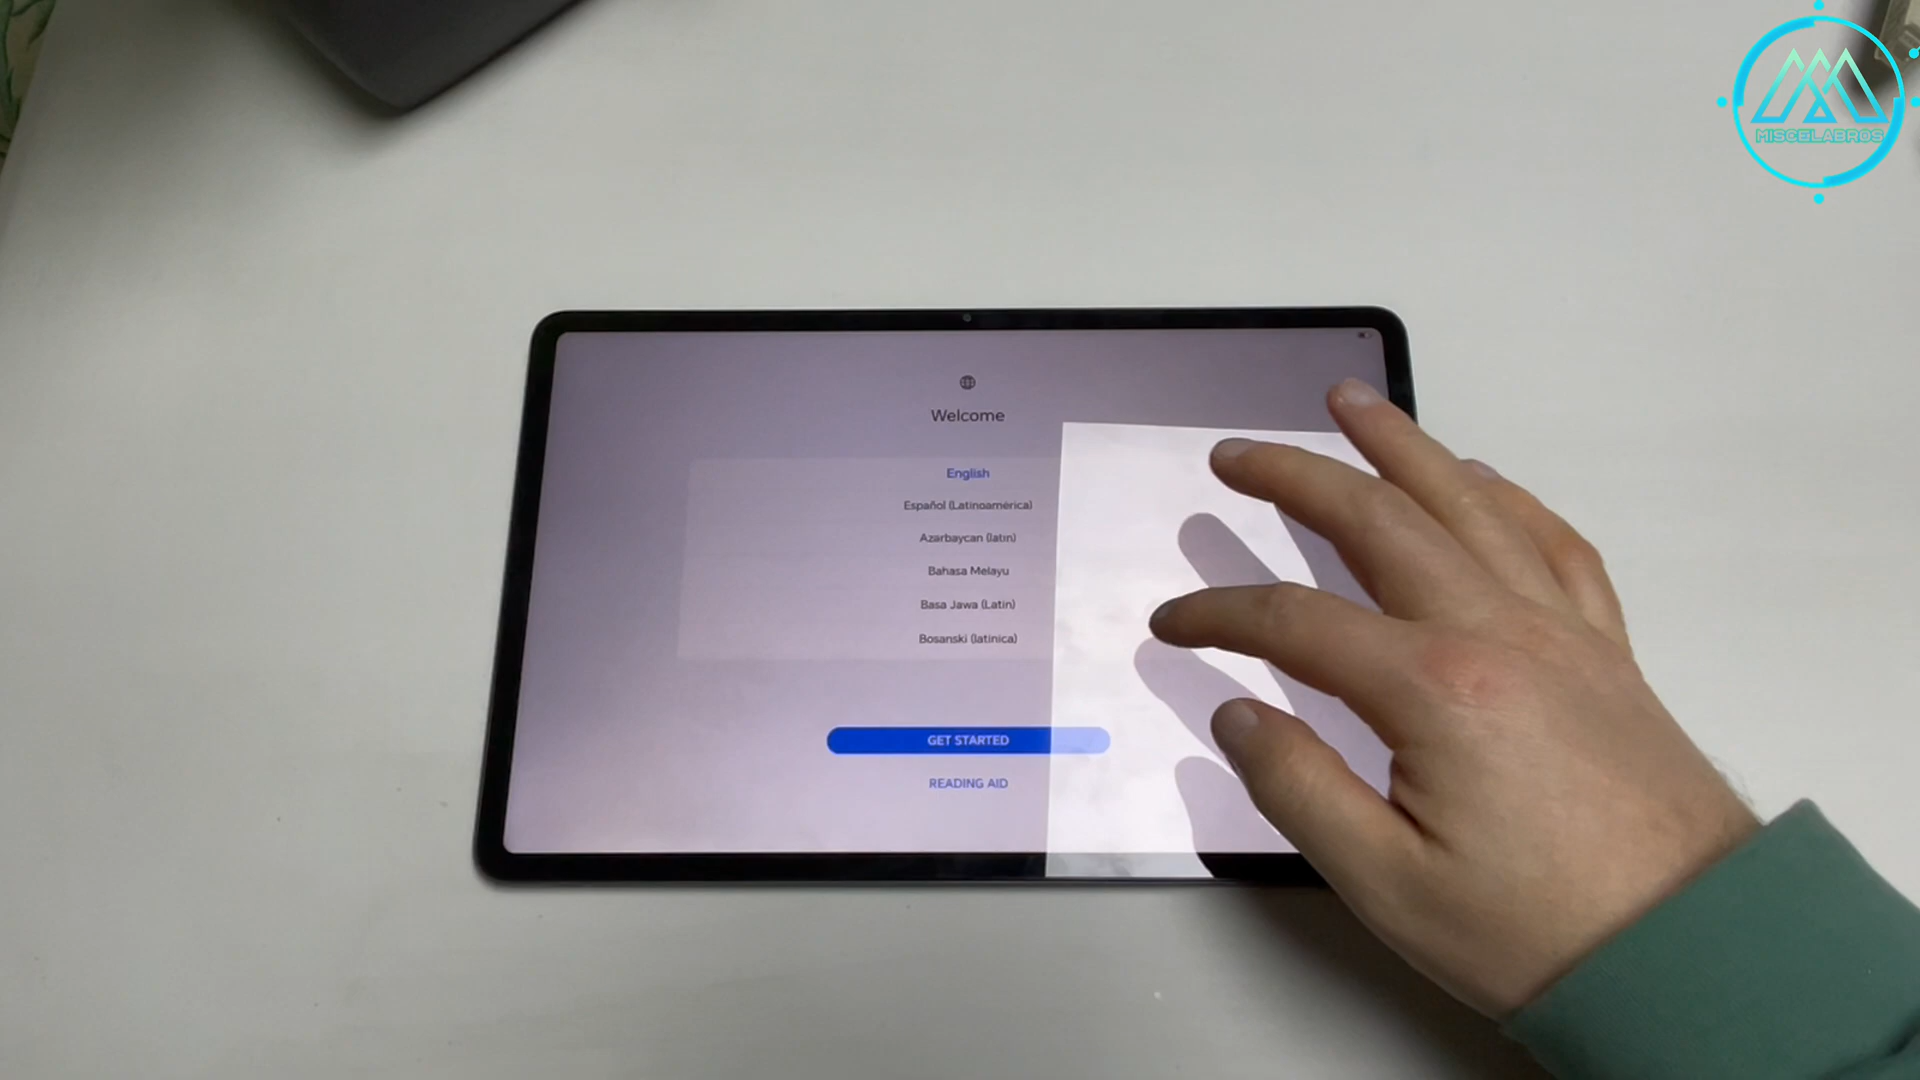 MISCELABROS
Welcome
English
Español (Latinoamérica)
Azərbaycan (latın)
Bahasa Melayu
Basa Jawa (Latin)
Bosanski (latinica)
GET STARTED
READING AID